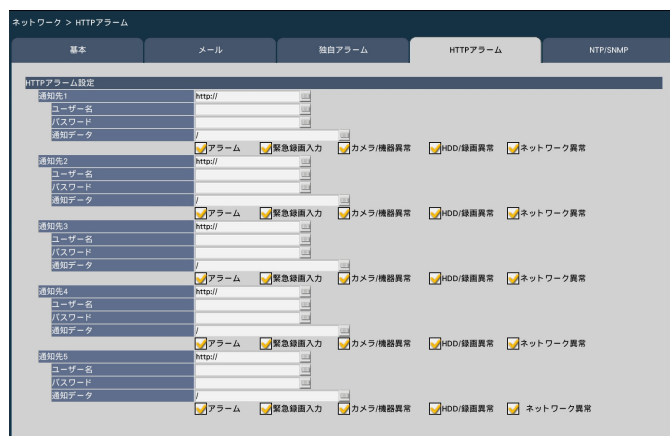 ネットワーク > HTTPアラーム
基本 メール 独自アラーム HTTPアラーム NTP/SNMP
HTTPアラーム設定
通知先1 http://
ユーザー名
パスワード
通知データ /
アラーム 緊急録画入力 カメラ/機器異常 HDD/録画異常 ネットワーク異常
通知先2 http://
ユーザー名
パスワード
通知データ /
アラーム 緊急録画入力 カメラ/機器異常 HDD/録画異常 ネットワーク異常
通知先3 http://
ユーザー名
パスワード
通知データ /
アラーム 緊急録画入力 カメラ/機器異常 HDD/録画異常 ネットワーク異常
通知先4 http://
ユーザー名
パスワード
通知データ /
アラーム 緊急録画入力 カメラ/機器異常 HDD/録画異常 ネットワーク異常
通知先5 http://
ユーザー名
パスワード
通知データ /
アラーム 緊急録画入力 カメラ/機器異常 HDD/録画異常 ネットワーク異常